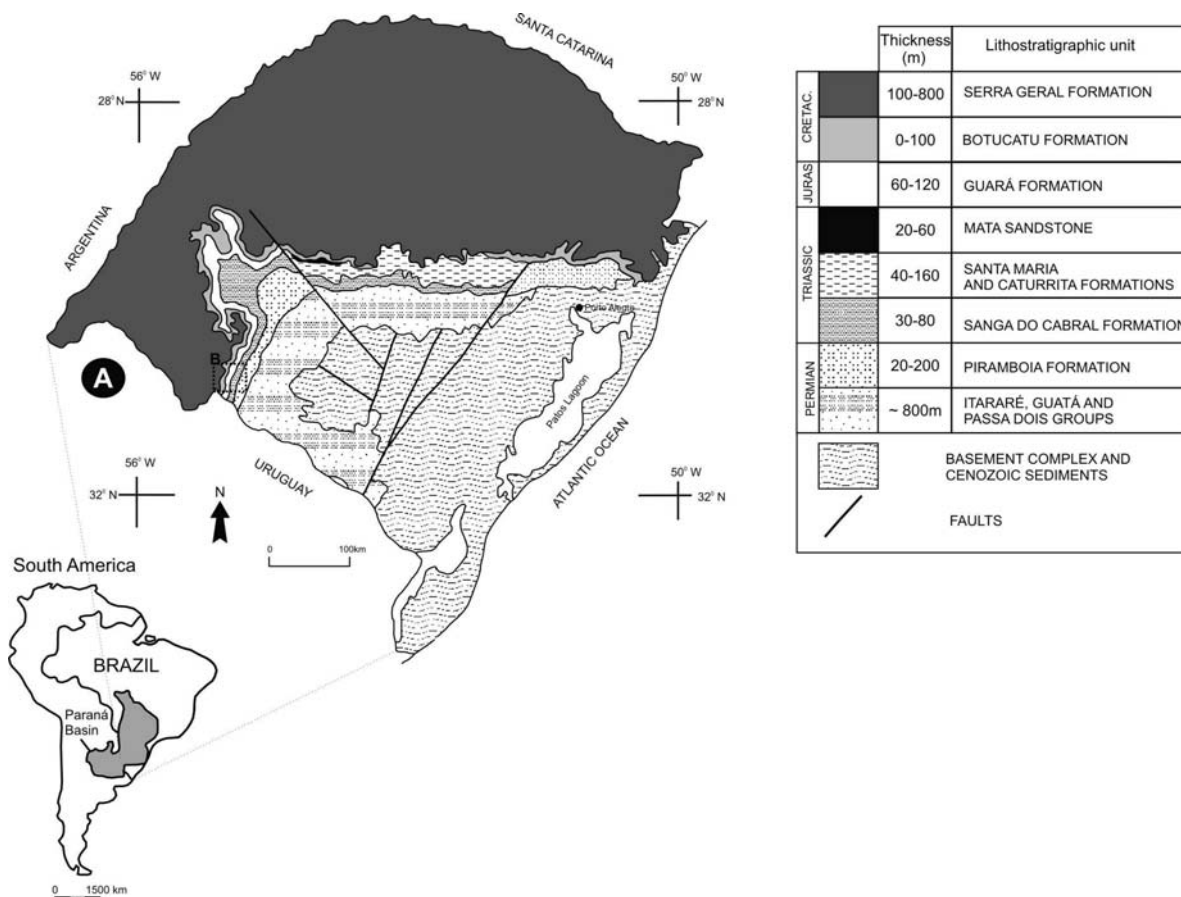 SANTA CATARINA
56° W
28° N
50° W
28° N
ARGENTINA
Porto Alegre
B
A
Patos Lagoon
ATLANTIC OCEAN
URUGUAY
56° W
32° N
50° W
32° N
N
0 100km
South America
BRAZIL
Paraná
Basin
0 1500 km
Thickness
(m)
Lithostratigraphic unit
CRETAC.
100-800
SERRA GERAL FORMATION
0-100
BOTUCATU FORMATION
JURAS
60-120
GUARÁ FORMATION
TRIASSIC
20-60
MATA SANDSTONE
40-160
SANTA MARIA
AND CATURRITA FORMATIONS
30-80
SANGA DO CABRAL FORMATION
PERMIAN
20-200
PIRAMBOIA FORMATION
~ 800m
ITARARÉ, GUATÁ AND
PASSA DOIS GROUPS
BASEMENT COMPLEX AND
CENOZOIC SEDIMENTS
FAULTS